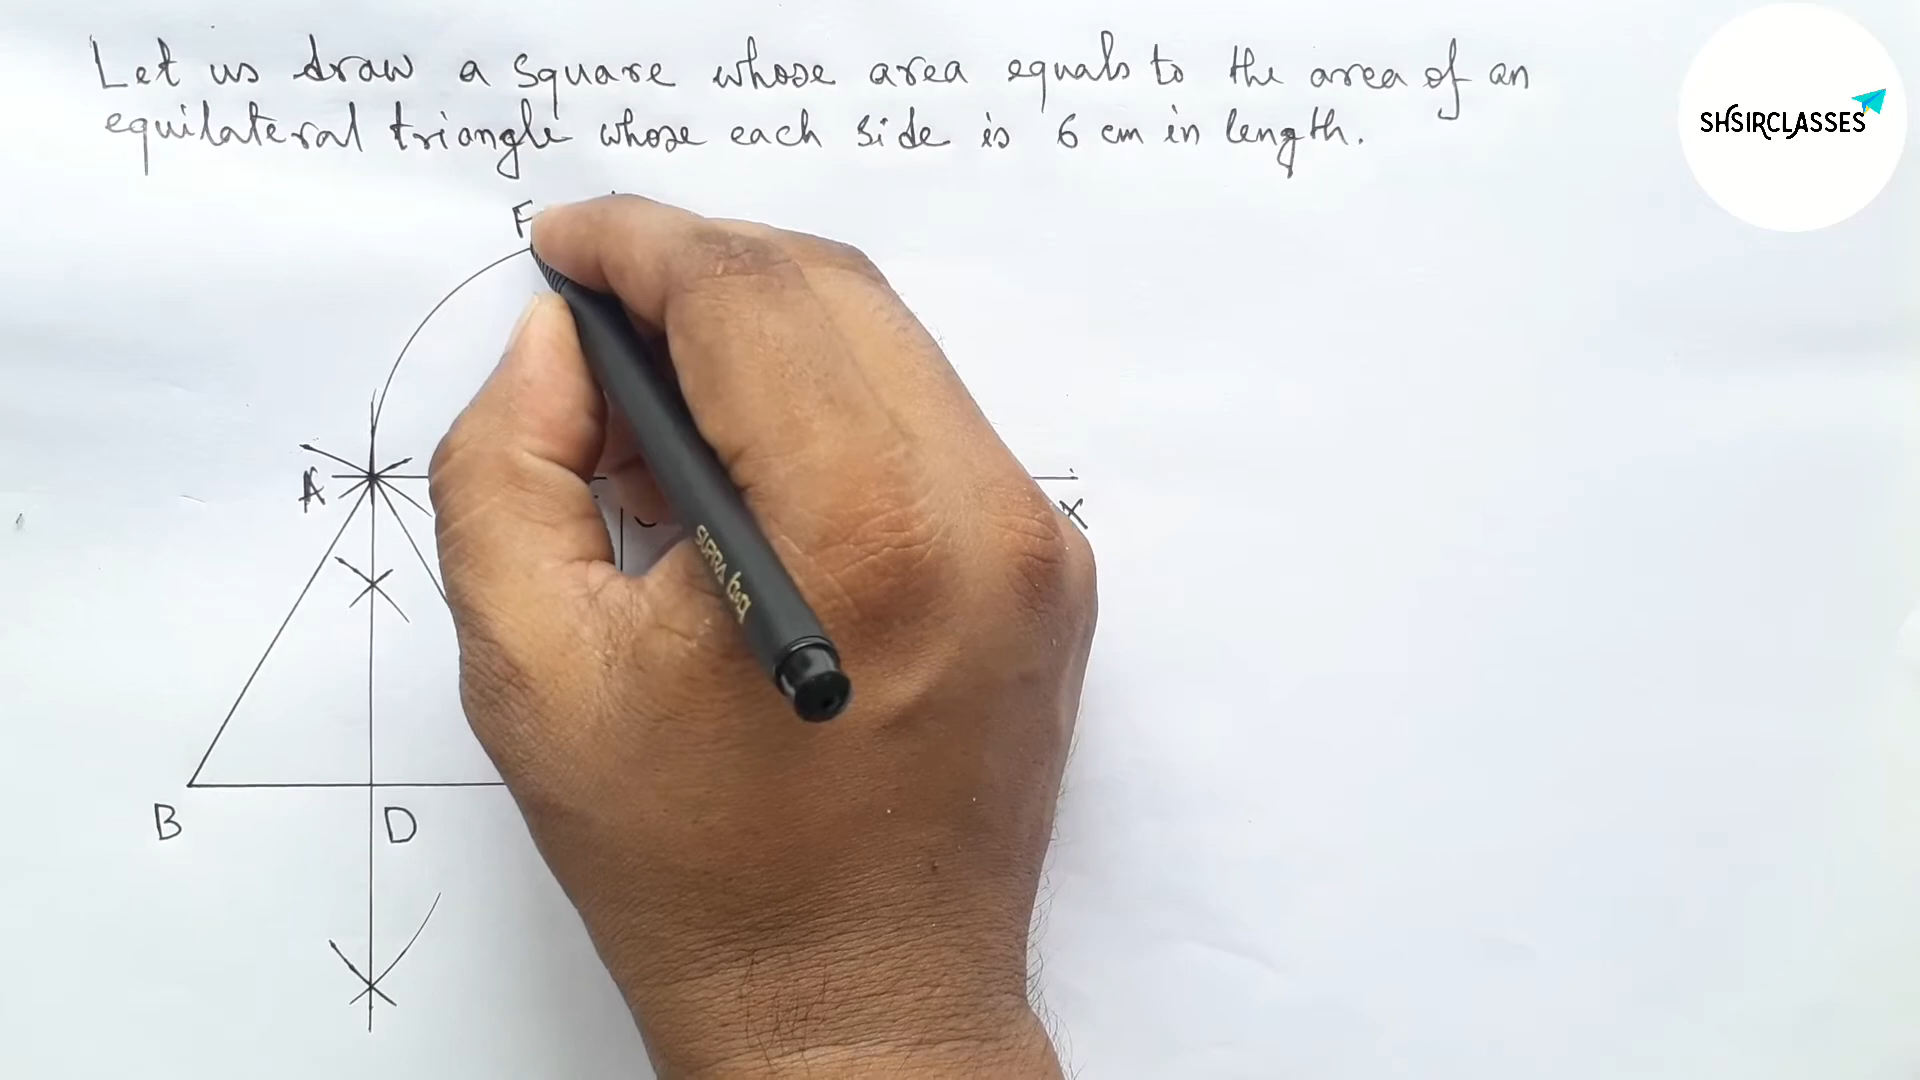 Let us draw a square whose area equals to the area of an
equilateral triangle whose each side is 6 cm in length.
SHSIRCLASSES
F
A
X
SUPRA
B
D